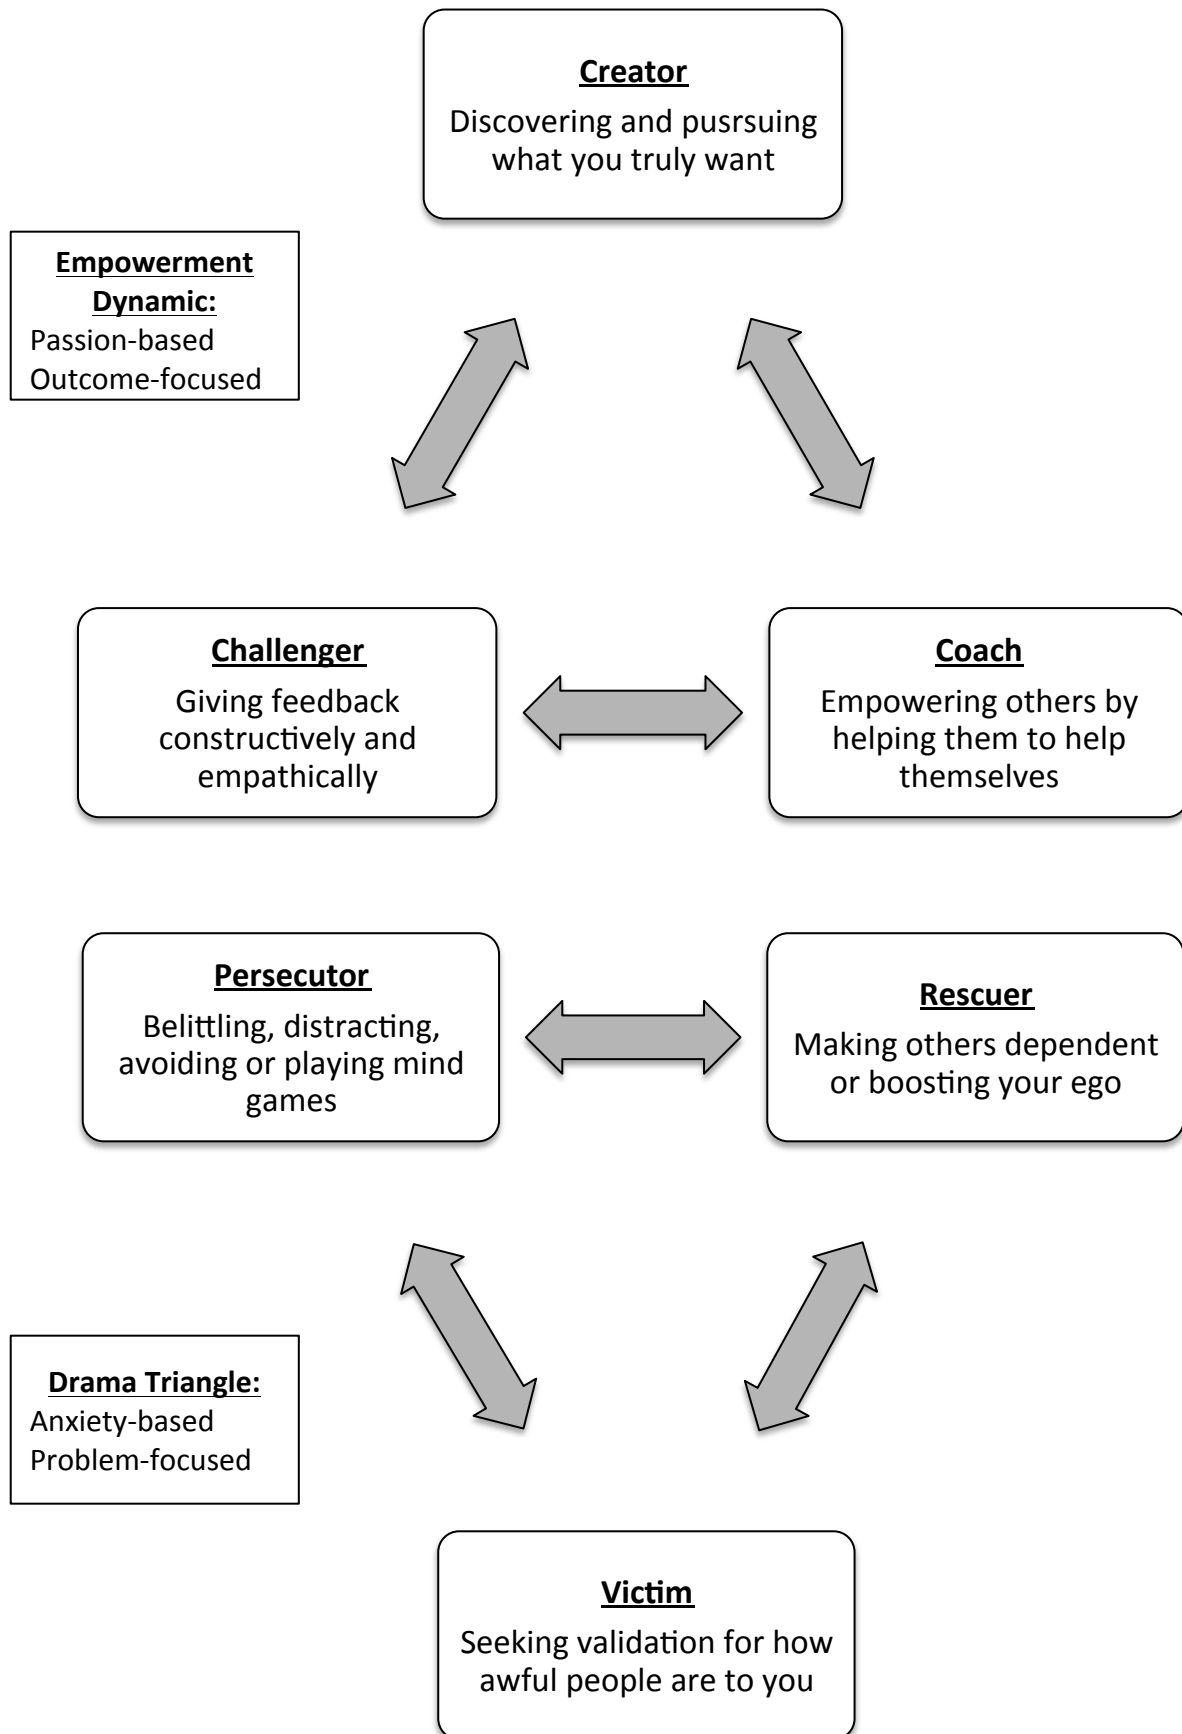 Creator
Discovering and pusrsuing
what you truly want
Empowerment
Dynamic:
Passion-based
Outcome-focused
Challenger
Giving feedback
constructively and
empathically
Coach
Empowering others by
helping them to help
themselves
Persecutor
Belittling, distracting,
avoiding or playing mind
games
Rescuer
Making others dependent
or boosting your ego
Drama Triangle:
Anxiety-based
Problem-focused
Victim
Seeking validation for how
awful people are to you